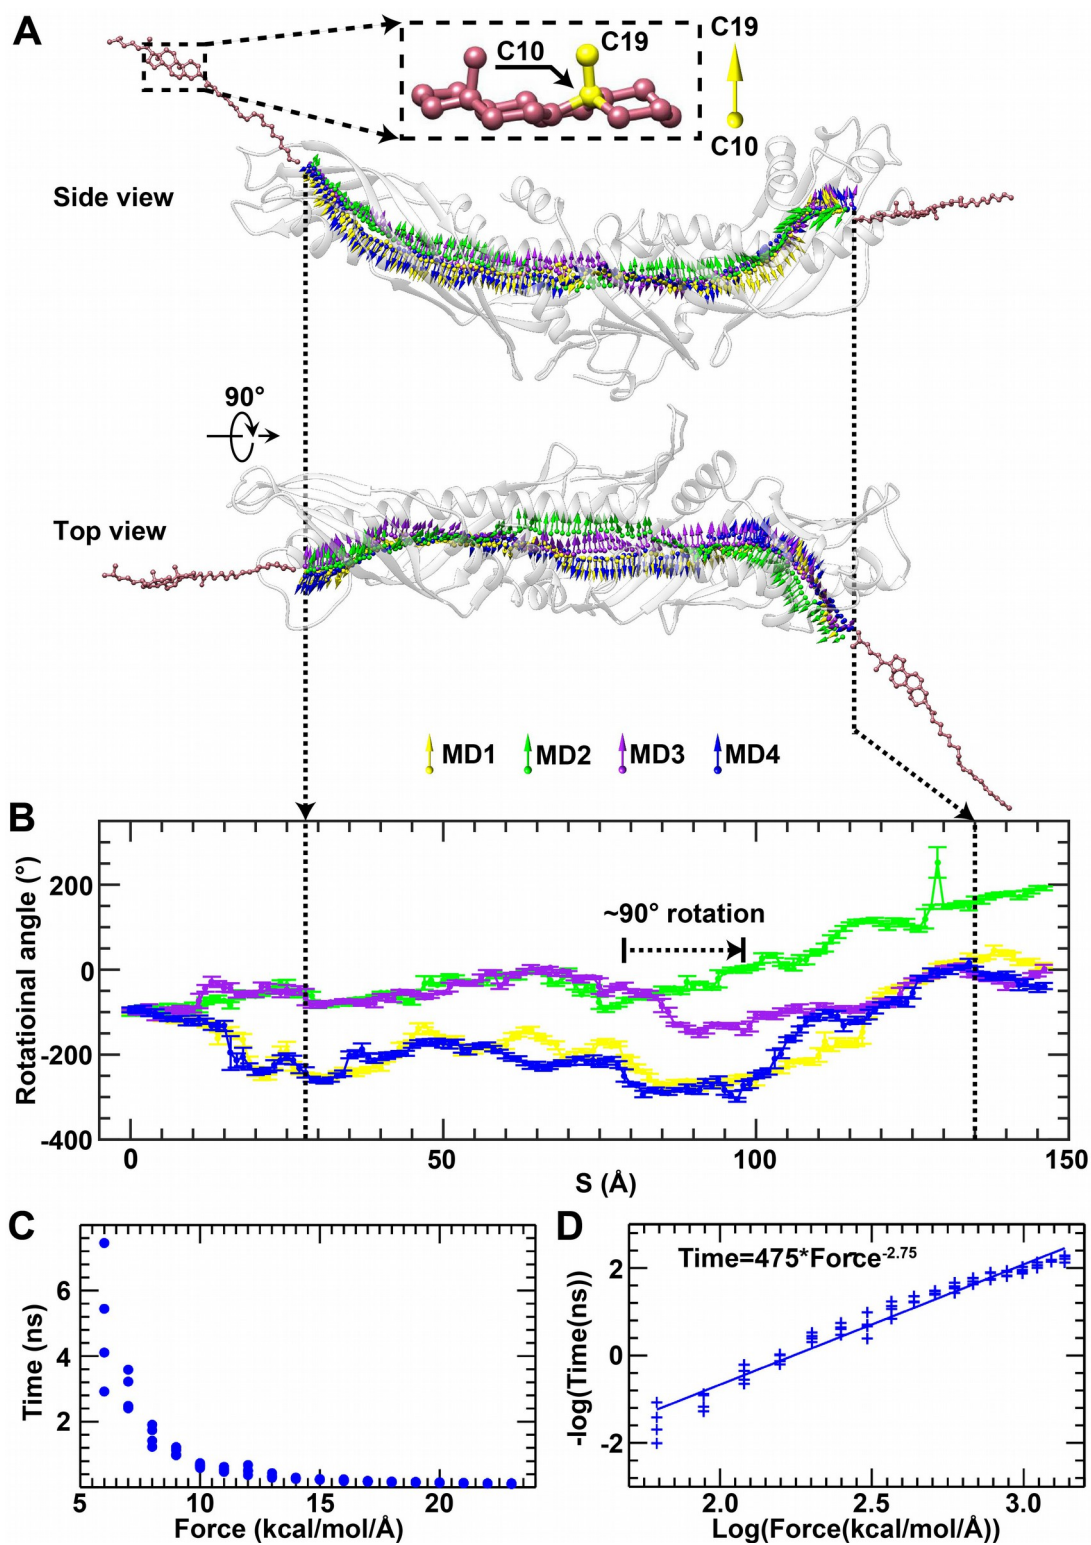 A
C10
C19
C19
C10
Side view
90°
Top view
MD1
MD2
MD3
MD4
B
Rotatioinal angle (°)
200
0
-200
-400
~90° rotation
0
50
100
150
S (Å)
C
Time (ns)
6
4
2
5
10
15
20
Force (kcal/mol/Å)
D
Time=475*Force-2.75
-log(Time(ns))
2
0
-2
2.0
2.5
3.0
Log(Force(kcal/mol/Å))